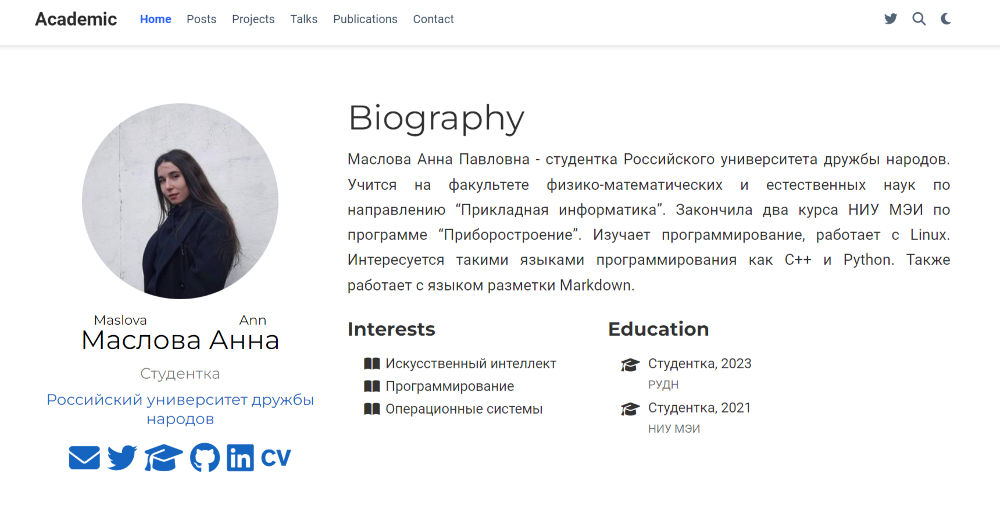 Academic Home Posts Projects Talks Publications Contact
Biography
Маслова Анна Павловна - студентка Российского университета дружбы народов.
Учится на факультете физико-математических и естественных наук по
направлению “Прикладная информатика”. Закончила два курса НИУ МЭИ по
программе “Приборостроение”. Изучает программирование, работает с Linux.
Интересуется такими языками программирования как C++ и Python. Также
работает с языком разметки Markdown.
Maslova Ann
Маслова Анна
Студентка
Российский университет дружбы
народов
CV
Interests
Искусственный интеллект
Программирование
Операционные системы
Education
Студентка, 2023
РУДН
Студентка, 2021
НИУ МЭИ